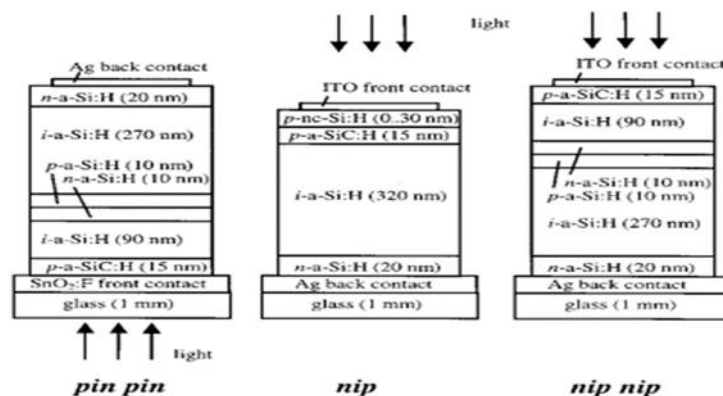 light
Ag back contact
n-a-Si:H (20 nm)
i-a-Si:H (270 nm)
p-a-Si:H (10 nm)
n-a-Si:H (10 nm)
i-a-Si:H (90 nm)
p-a-SiC:H (15 nm)
SnO₂:F front contact
glass (1 mm)
light
pin pin
ITO front contact
p-nc-Si:H (0..30 nm)
p-a-SiC:H (15 nm)
i-a-Si:H (320 nm)
n-a-Si:H (20 nm)
Ag back contact
glass (1 mm)
nip
ITO front contact
p-a-SiC:H (15 nm)
i-a-Si:H (90 nm)
n-a-Si:H (10 nm)
p-a-Si:H (10 nm)
i-a-Si:H (270 nm)
n-a-Si:H (20 nm)
Ag back contact
glass (1 mm)
nip nip